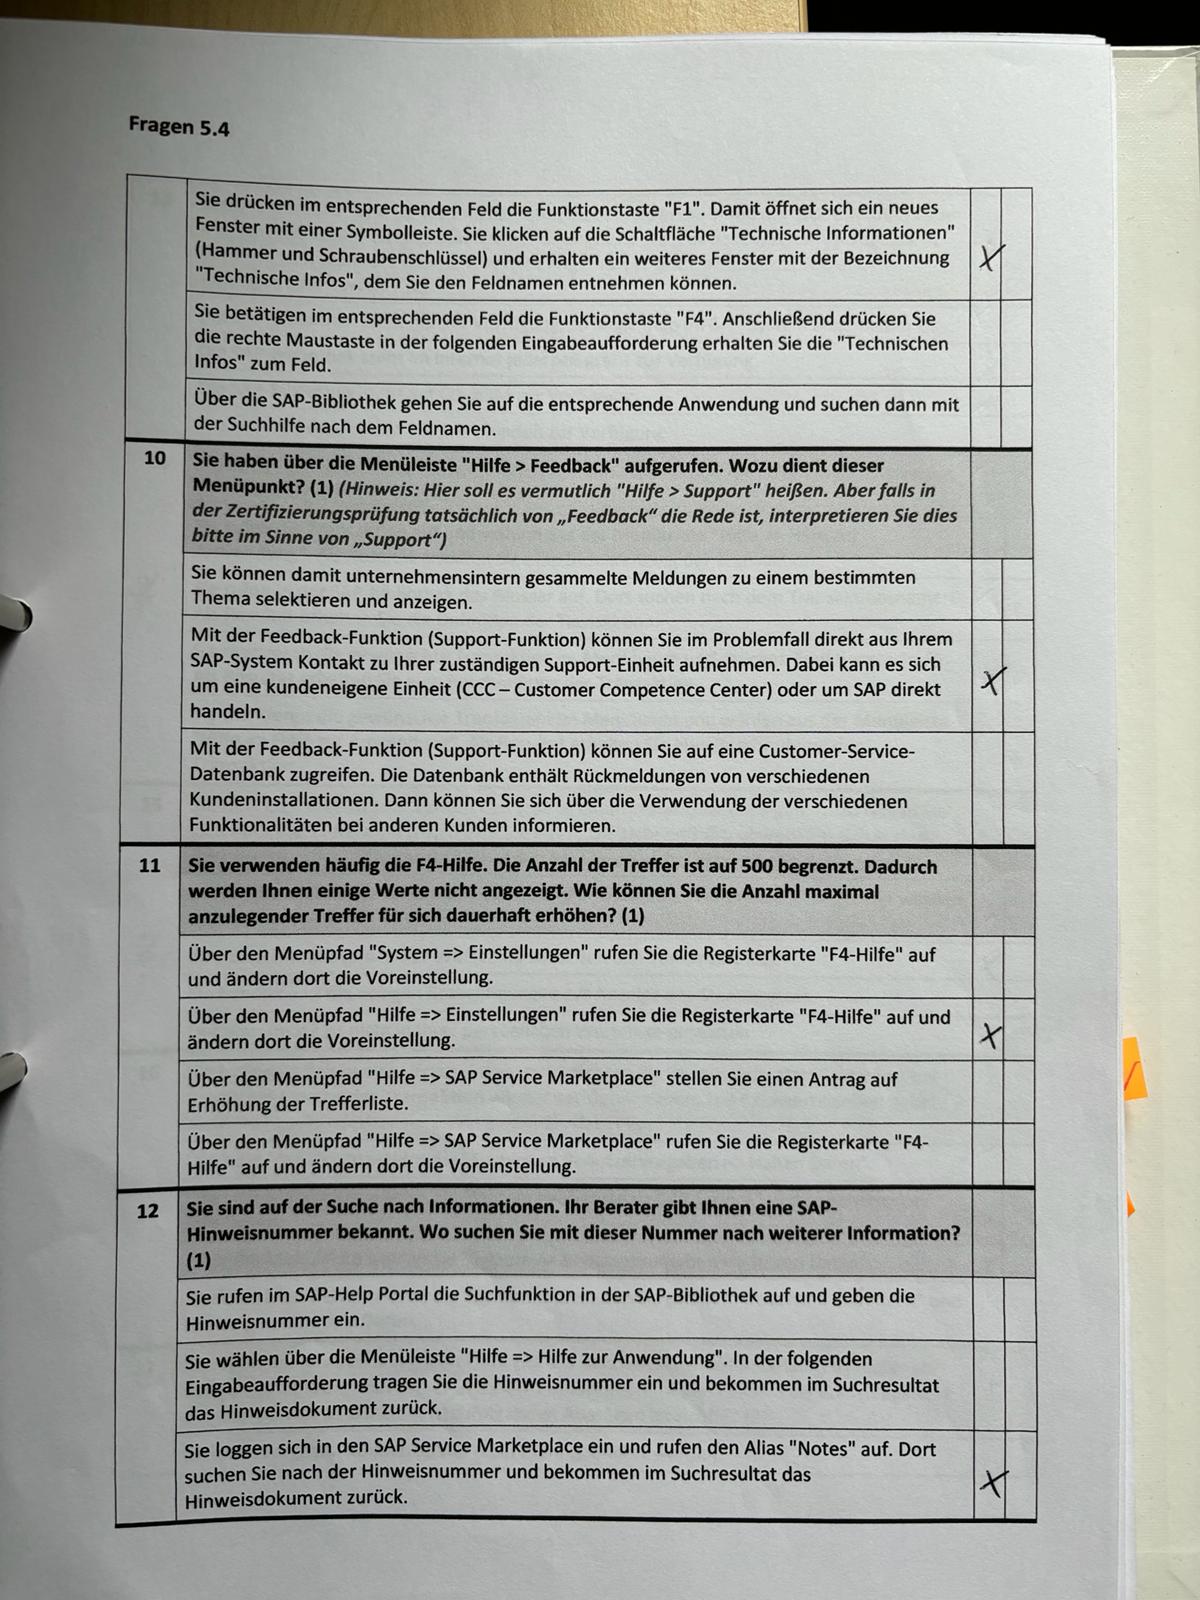 Fragen 5.4
Sie drücken im entsprechenden Feld die Funktionstaste "F1". Damit öffnet sich ein neues
Fenster mit einer Symbolleiste. Sie klicken auf die Schaltfläche "Technische Informationen"
(Hammer und Schraubenschlüssel) und erhalten ein weiteres Fenster mit der Bezeichnung
"Technische Infos", dem Sie den Feldnamen entnehmen können.
X
Sie betätigen im entsprechenden Feld die Funktionstaste "F4". Anschließend drücken Sie
die rechte Maustaste in der folgenden Eingabeaufforderung erhalten Sie die "Technischen
Infos" zum Feld.
Über die SAP-Bibliothek gehen Sie auf die entsprechende Anwendung und suchen dann mit
der Suchhilfe nach dem Feldnamen.
10 Sie haben über die Menüleiste "Hilfe > Feedback" aufgerufen. Wozu dient dieser
Menüpunkt? (1) (Hinweis: Hier soll es vermutlich "Hilfe > Support" heißen. Aber falls in
der Zertifizierungsprüfung tatsächlich von „Feedback“ die Rede ist, interpretieren Sie dies
bitte im Sinne von „Support“)
Sie können damit unternehmensintern gesammelte Meldungen zu einem bestimmten
Thema selektieren und anzeigen.
Mit der Feedback-Funktion (Support-Funktion) können Sie im Problemfall direkt aus Ihrem
SAP-System Kontakt zu Ihrer zuständigen Support-Einheit aufnehmen. Dabei kann es sich
um eine kundeneigene Einheit (CCC – Customer Competence Center) oder um SAP direkt
handeln.
X
Mit der Feedback-Funktion (Support-Funktion) können Sie auf eine Customer-Service-
Datenbank zugreifen. Die Datenbank enthält Rückmeldungen von verschiedenen
Kundeninstallationen. Dann können Sie sich über die Verwendung der verschiedenen
Funktionalitäten bei anderen Kunden informieren.
11 Sie verwenden häufig die F4-Hilfe. Die Anzahl der Treffer ist auf 500 begrenzt. Dadurch
werden Ihnen einige Werte nicht angezeigt. Wie können Sie die Anzahl maximal
anzulegender Treffer für sich dauerhaft erhöhen? (1)
Über den Menüpfad "System => Einstellungen" rufen Sie die Registerkarte "F4-Hilfe" auf
und ändern dort die Voreinstellung.
Über den Menüpfad "Hilfe => Einstellungen" rufen Sie die Registerkarte "F4-Hilfe" auf und
ändern dort die Voreinstellung.
X
Über den Menüpfad "Hilfe => SAP Service Marketplace" stellen Sie einen Antrag auf
Erhöhung der Trefferliste.
Über den Menüpfad "Hilfe => SAP Service Marketplace" rufen Sie die Registerkarte "F4-
Hilfe" auf und ändern dort die Voreinstellung.
12 Sie sind auf der Suche nach Informationen. Ihr Berater gibt Ihnen eine SAP-
Hinweisnummer bekannt. Wo suchen Sie mit dieser Nummer nach weiterer Information?
(1)
Sie rufen im SAP-Help Portal die Suchfunktion in der SAP-Bibliothek auf und geben die
Hinweisnummer ein.
Sie wählen über die Menüleiste "Hilfe => Hilfe zur Anwendung". In der folgenden
Eingabeaufforderung tragen Sie die Hinweisnummer ein und bekommen im Suchresultat
das Hinweisdokument zurück.
Sie loggen sich in den SAP Service Marketplace ein und rufen den Alias "Notes" auf. Dort
suchen Sie nach der Hinweisnummer und bekommen im Suchresultat das
Hinweisdokument zurück.
X